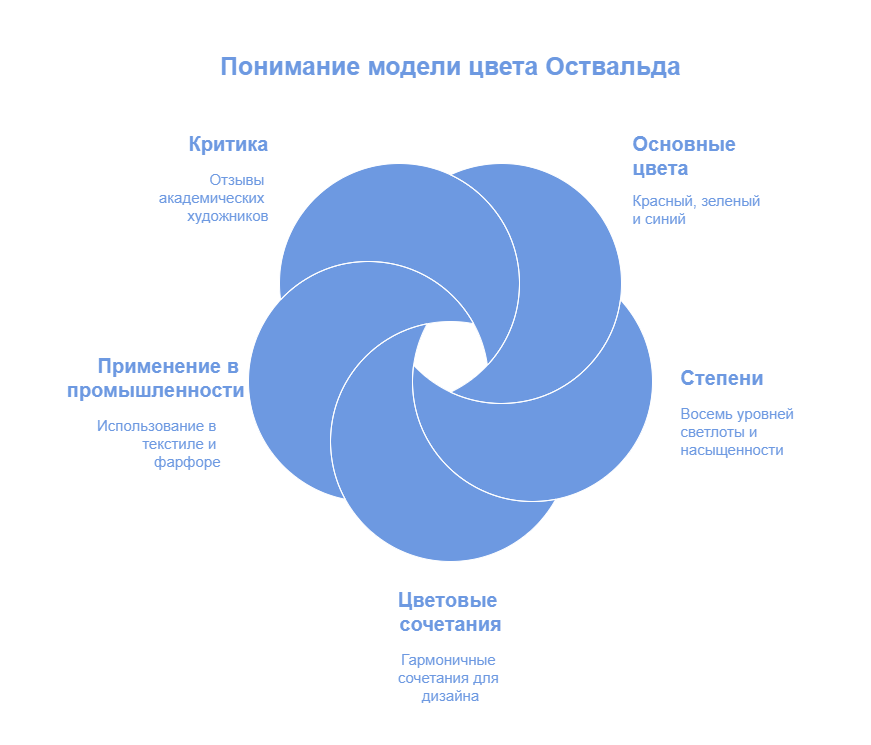 Понимание модели цвета Оствальда
Критика
Отзывы
академических
художников
Основные
цвета
Красный, зеленый
и синий
Применение в
промышленности
Использование в
текстиле и
фарфоре
Степени
Восемь уровней
светлоты и
насыщенности
Цветовые
сочетания
Гармоничные
сочетания для
дизайна